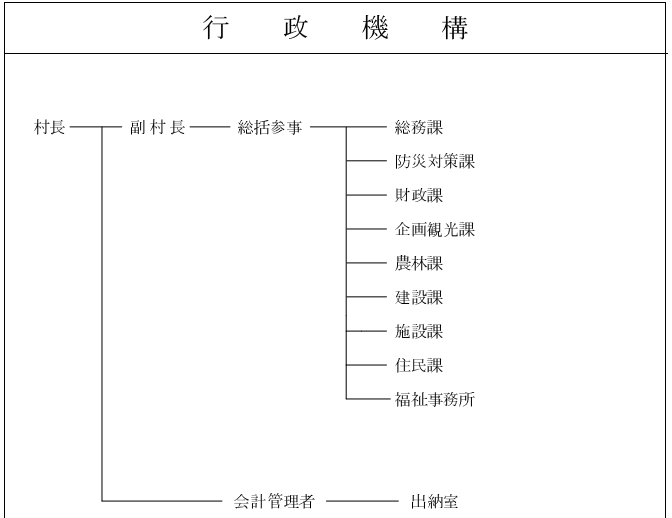 行政機構
村長 副村長 総括参事 総務課
防災対策課
財政課
企画観光課
農林課
建設課
施設課
住民課
福祉事務所
会計管理者 出納室